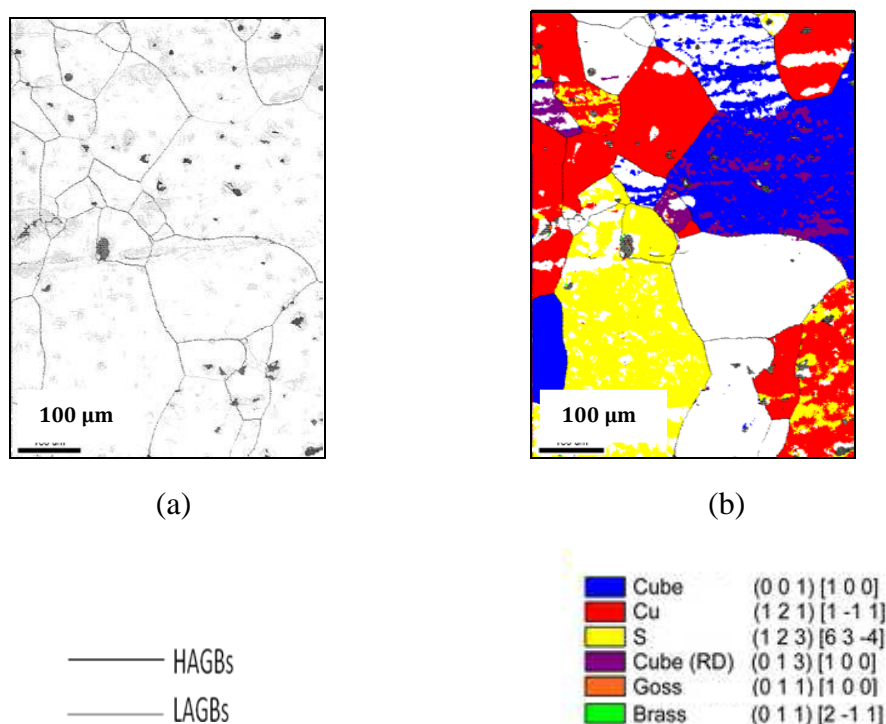 100 µm
100 µm
(a)
(b)
HAGBs
LAGBs
Cube (0 0 1) [1 0 0]
Cu (1 2 1) [1 -1 1]
S (1 2 3) [6 3 -4]
Cube (RD) (0 1 3) [1 0 0]
Goss (0 1 1) [1 0 0]
Brass (0 1 1) [2 -1 1]